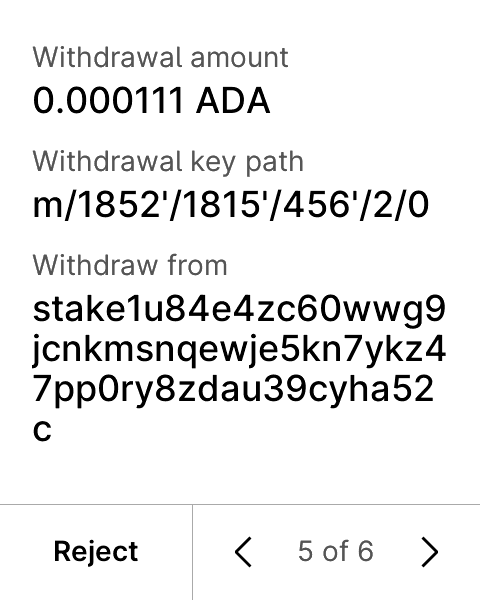 Withdrawal amount
0.000111 ADA
Withdrawal key path
m/1852'/1815'/456'/2/0
Withdraw from
stake1u84e4zc60wwg9
jcnkmsnqewje5kn7ykz4
7pp0ry8zdau39cyha52
c
Reject
5 of 6